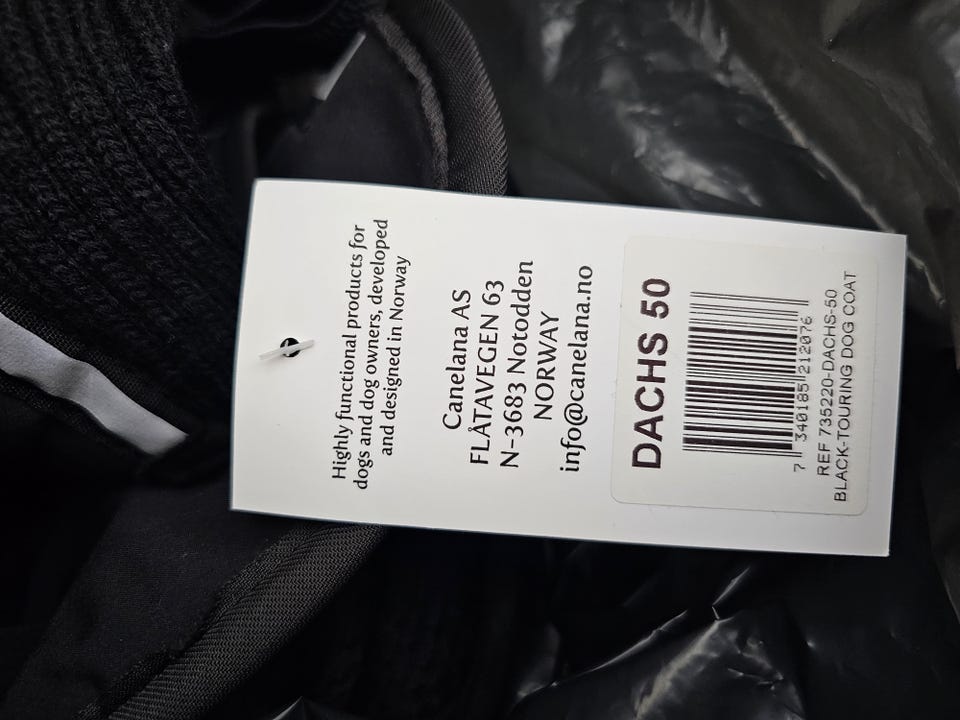 Highly functional products for
dogs and dog owners, developed
and designed in Norway
Canelana AS
FLÅTAVEGEN 63
N-3683 Notodden
NORWAY
info@canelana.no
DACHS 50
7 340185 212076
REF 735220-DACHS-50
BLACK-TOURING DOG COAT